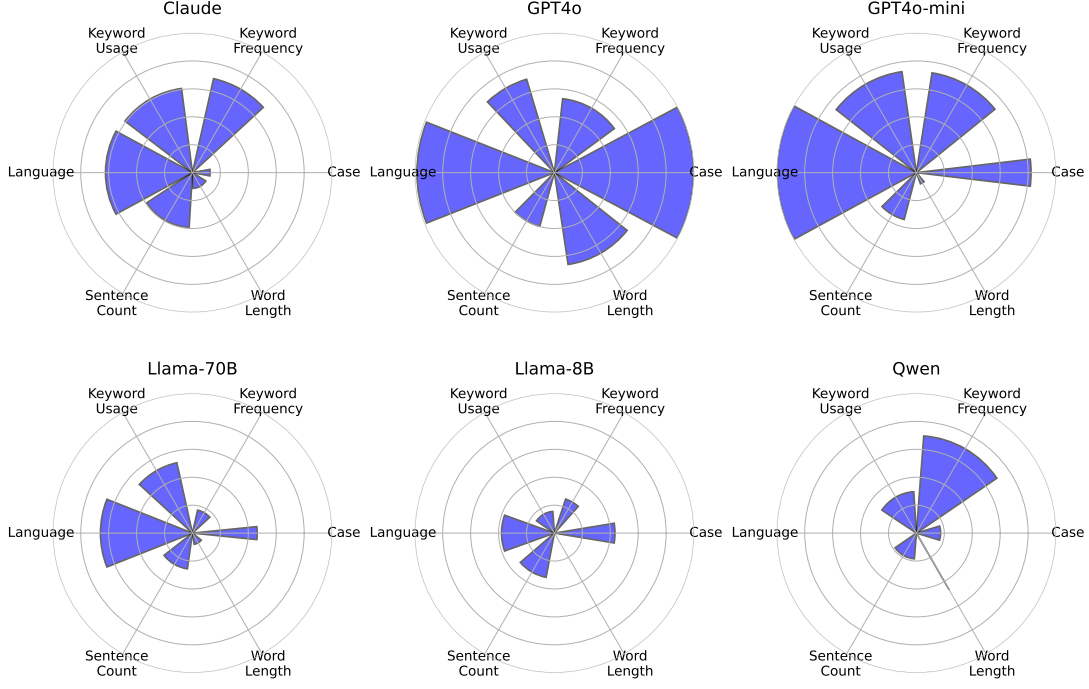 Claude
Keyword
Usage
Keyword
Frequency
Language
Case
Sentence
Count
Word
Length
GPT4o
Keyword
Usage
Keyword
Frequency
Language
Case
Sentence
Count
Word
Length
GPT4o-mini
Keyword
Usage
Keyword
Frequency
Language
Case
Sentence
Count
Word
Length
Llama-70B
Keyword
Usage
Keyword
Frequency
Language
Case
Sentence
Count
Word
Length
Llama-8B
Keyword
Usage
Keyword
Frequency
Language
Case
Sentence
Count
Word
Length
Qwen
Keyword
Usage
Keyword
Frequency
Language
Case
Sentence
Count
Word
Length